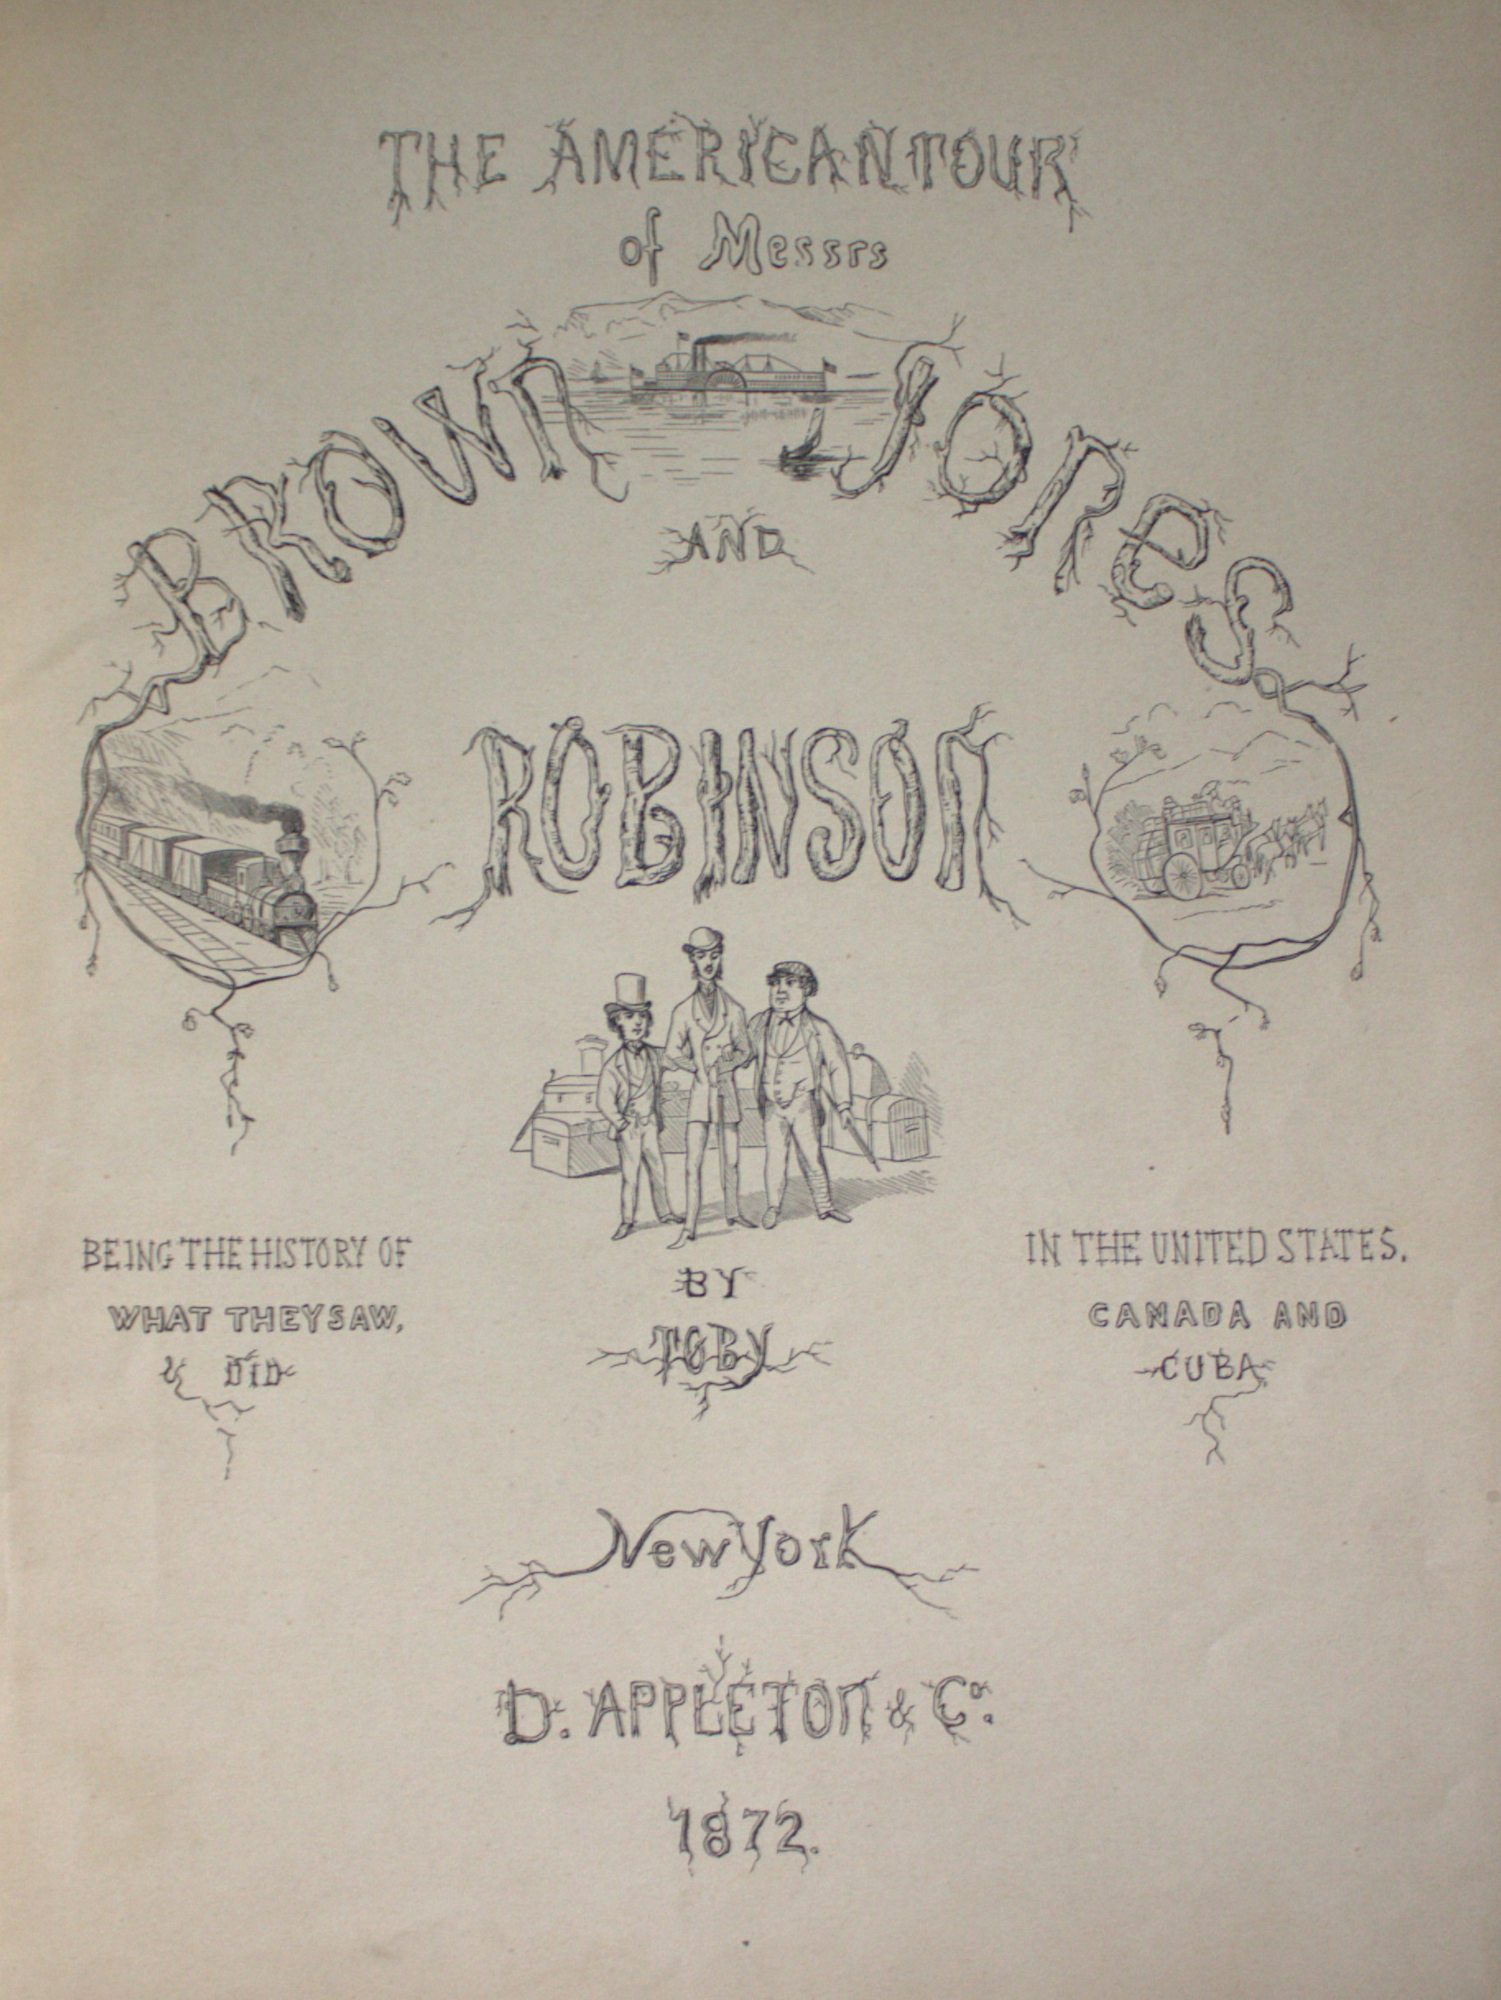 THE AMERICAN TOUR
of Messrs
BROWN JONES
AND
ROBINSON
BEING THE HISTORY OF
WHAT THEY SAW,
& DID
IN THE UNITED STATES.
CANADA AND
CUBA.
BY
TOBY
New York
D. APPLETON & Co.
1872.